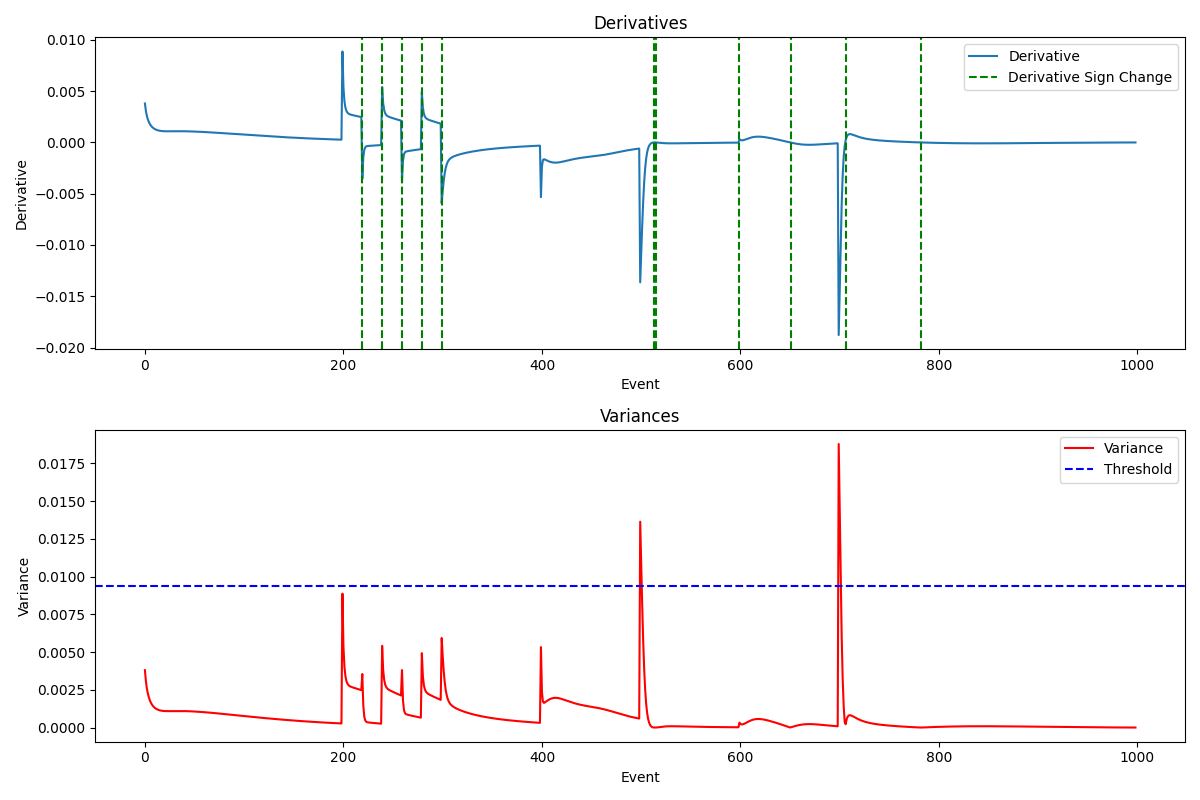 Derivatives
0.010
0.005
0.000
−0.005
−0.010
−0.015
−0.020
Derivative
Derivative
Derivative Sign Change
0 200 400 600 800 1000
Event
Variances
0.0175
0.0150
0.0125
0.0100
0.0075
0.0050
0.0025
0.0000
Variance
Variance
Threshold
0 200 400 600 800 1000
Event